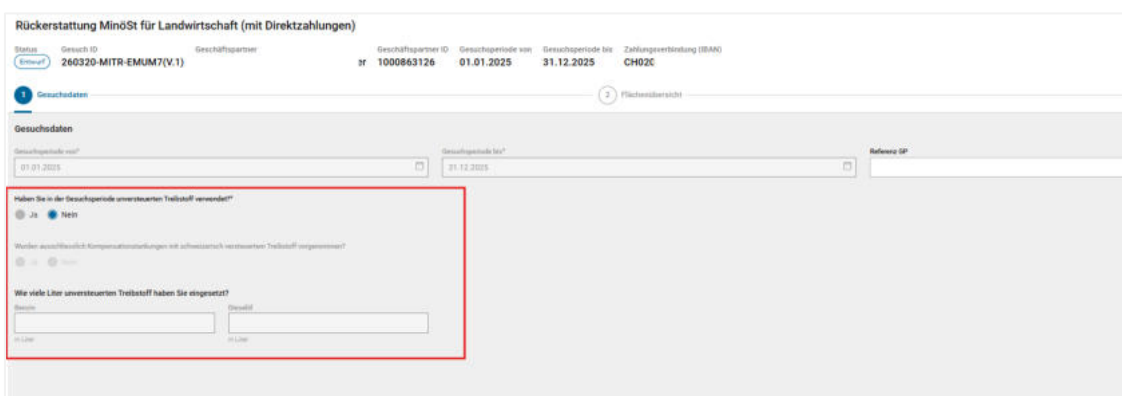 Rückerstattung MinöSt für Landwirtschaft (mit Direktzahlungen)
Status Gesuch ID Geschäftspartner Geschäftspartner ID Gesuchsperiode von Gesuchsperiode bis Zahlungsverbindung (IBAN)
Entwurf 260320-MITR-EMUM7(V.1) er 1000863126 01.01.2025 31.12.2025 CH020
1 Gesuchsdaten 2 Flächenübersicht
Gesuchsdaten
Gesuchsperiode von* Gesuchsperiode bis* Referenz GP
01.01.2025 31.12.2025
Haben Sie in der Gesuchsperiode unversteuerten Treibstoff verwendet?*
Ja Nein
Wurden ausschliesslich Kompensationstankungen mit schweizerisch versteuertem Treibstoff vorgenommen?
Ja Nein
Wie viele Liter unversteuerten Treibstoff haben Sie eingesetzt?
Benzin Dieselöl
in Liter in Liter